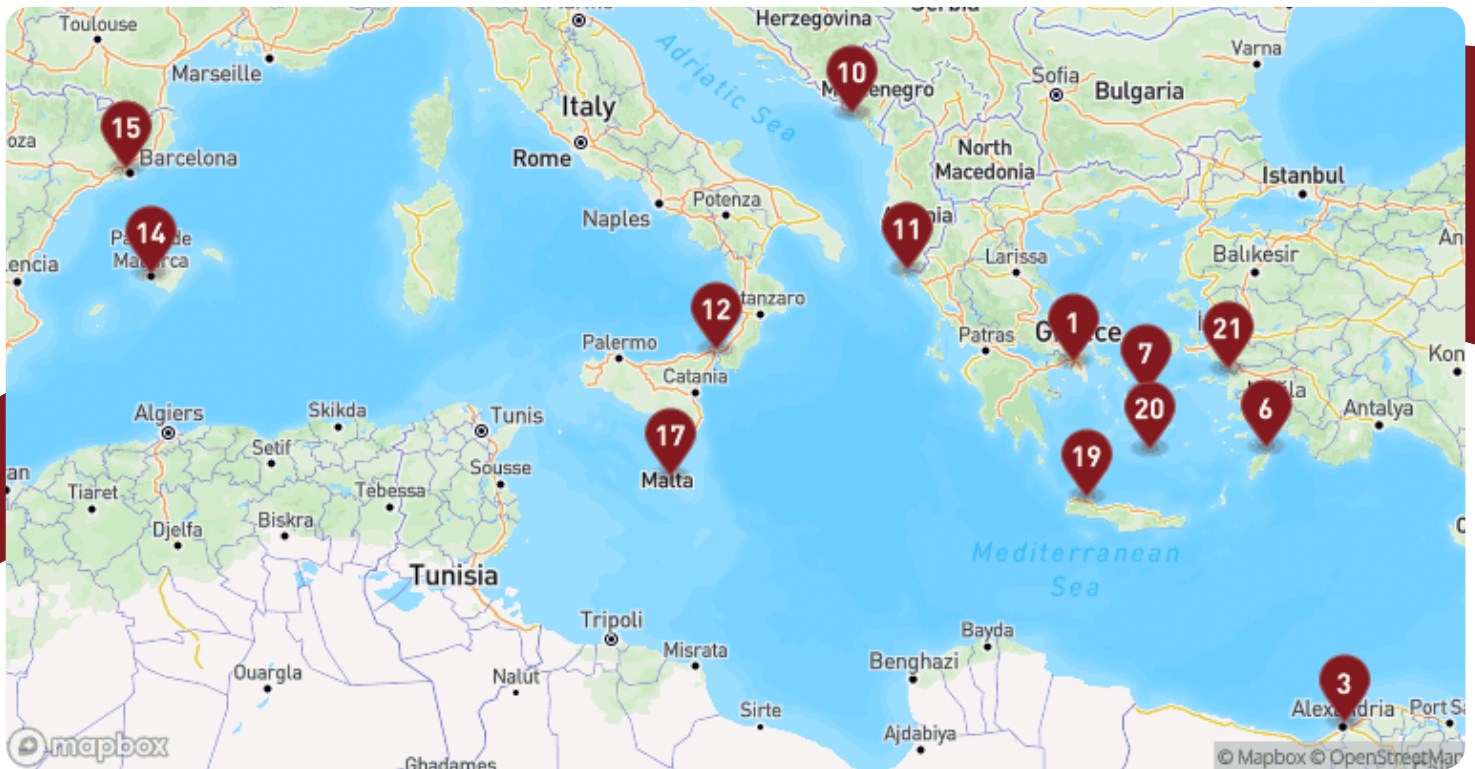 Toulouse
Marseille
Herzegovina
Varna
Adriatic Sea
10
Sofia
Bulgaria
Italy
15
Barcelona
Rome
North
Macedonia
İstanbul
Potenza
Naples
14
11
Larissa
Balıkesir
12
Palermo
Patras
1
7
21
Catania
Algiers
Skikda
Tunis
Setif
17
20
6
Antalya
Malta
19
Sousse
Tiaret
Tebessa
Biskra
Djelfa
Mediterranean
Sea
Tunisia
Tripoli
Bayda
Misrata
Benghazi
Ouargla
Nalut
3
Sirte
Ajdabiya
mapbox
Ghadames
© Mapbox © OpenStreetMap